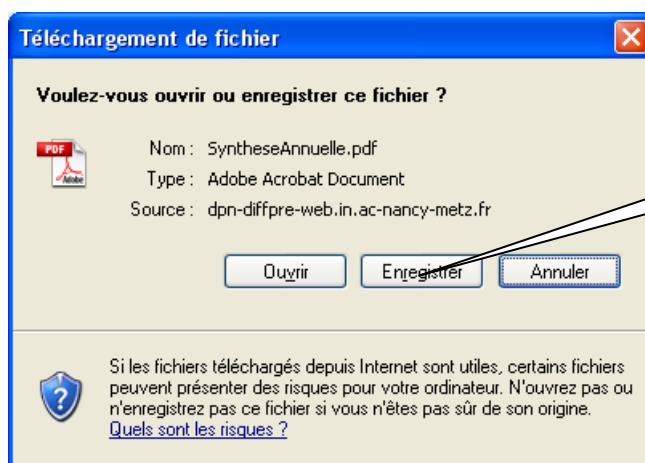 Téléchargement de fichier
Voulez-vous ouvrir ou enregistrer ce fichier ?
PDF
Adobe
Nom : SyntheseAnnuelle.pdf
Type : Adobe Acrobat Document
Source : dpn-diffpre-web.in.ac-nancy-metz.fr
Ouvrir Enregistrer Annuler
Si les fichiers téléchargés depuis Internet sont utiles, certains fichiers
peuvent présenter des risques pour votre ordinateur. N'ouvrez pas ou
n'enregistrez pas ce fichier si vous n'êtes pas sûr de son origine.
Quels sont les risques ?